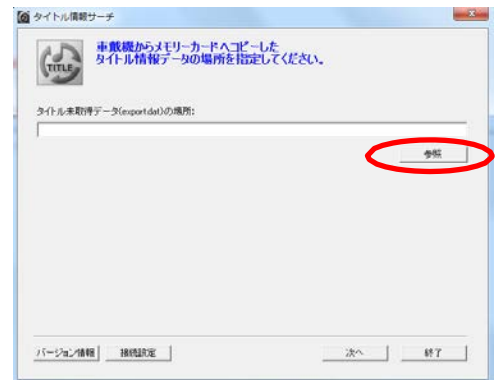 タイトル情報サーチ
TITLE
車載機からメモリーカードへコピーした
タイトル情報データの場所を指定してください。
タイトル未取得データ(export.dat)の場所:
参照
バージョン情報 接続設定 次へ 終了